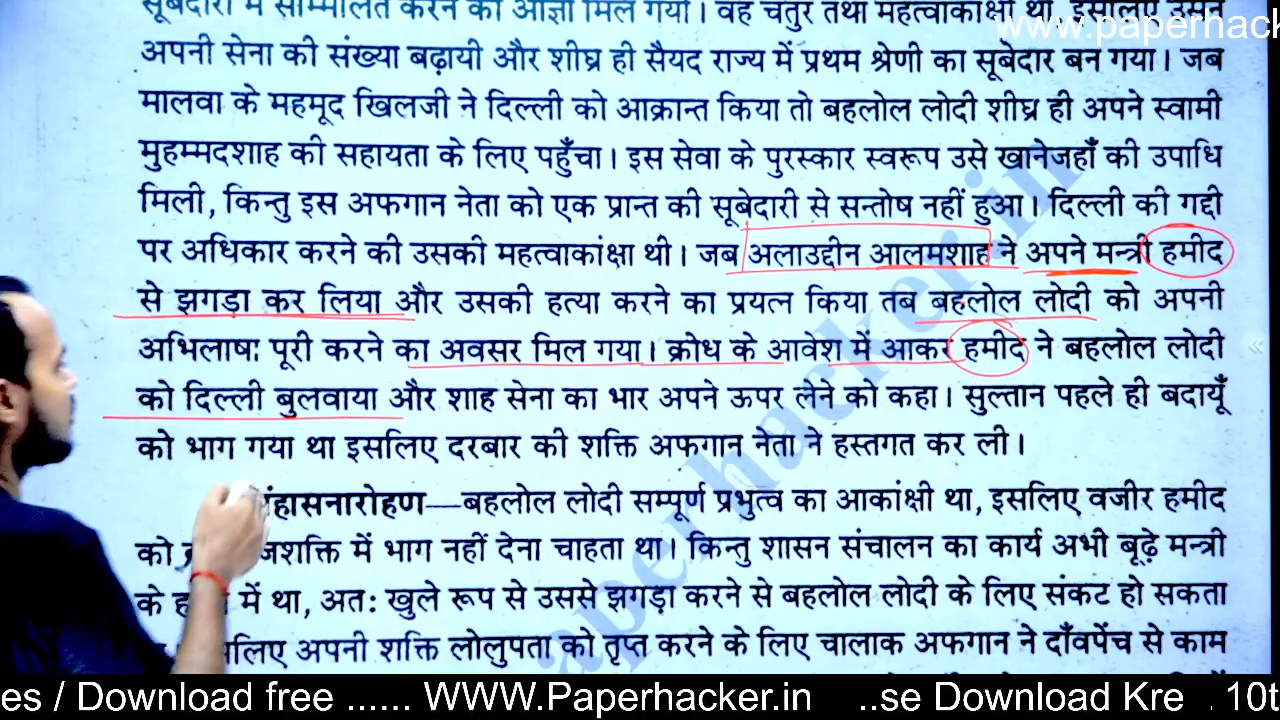 सूबेदारी में सम्मिलित करने की आज्ञा मिल गयी। वह चतुर तथा महत्वाकांक्षी था, इसलिए उसने
www.paperhack
अपनी सेना की संख्या बढ़ायी और शीघ्र ही सैयद राज्य में प्रथम श्रेणी का सूबेदार बन गया। जब
मालवा के महमूद खिलजी ने दिल्ली को आक्रान्त किया तो बहलोल लोदी शीघ्र ही अपने स्वामी
मुहम्मदशाह की सहायता के लिए पहुँचा। इस सेवा के पुरस्कार स्वरूप उसे खानेजहाँ की उपाधि
मिली, किन्तु इस अफगान नेता को एक प्रान्त की सूबेदारी से सन्तोष नहीं हुआ। दिल्ली की गद्दी
पर अधिकार करने की उसकी महत्वाकांक्षा थी। जब अलाउद्दीन आलमशाह ने अपने मन्त्री हमीद
से झगड़ा कर लिया और उसकी हत्या करने का प्रयत्न किया तब बहलोल लोदी को अपनी
अभिलाषा पूरी करने का अवसर मिल गया। क्रोध के आवेश में आकर हमीद ने बहलोल लोदी
को दिल्ली बुलवाया और शाह सेना का भार अपने ऊपर लेने को कहा। सुल्तान पहले ही बदायूँ
को भाग गया था इसलिए दरबार की शक्ति अफगान नेता ने हस्तगत कर ली।
िंहासनारोहण—बहलोल लोदी सम्पूर्ण प्रभुत्व का आकांक्षी था, इसलिए वजीर हमीद
को जशक्ति में भाग नहीं देना चाहता था। किन्तु शासन संचालन का कार्य अभी बूढ़े मन्त्री
के में था, अतः खुले रूप से उससे झगड़ा करने से बहलोल लोदी के लिए संकट हो सकता
लिए अपनी शक्ति लोलुपता को तृप्त करने के लिए चालाक अफगान ने दाँवपेंच से काम
aperhacker.in
es / Download free ...... WWW.Paperhacker.in ..se Download Kre . 10t